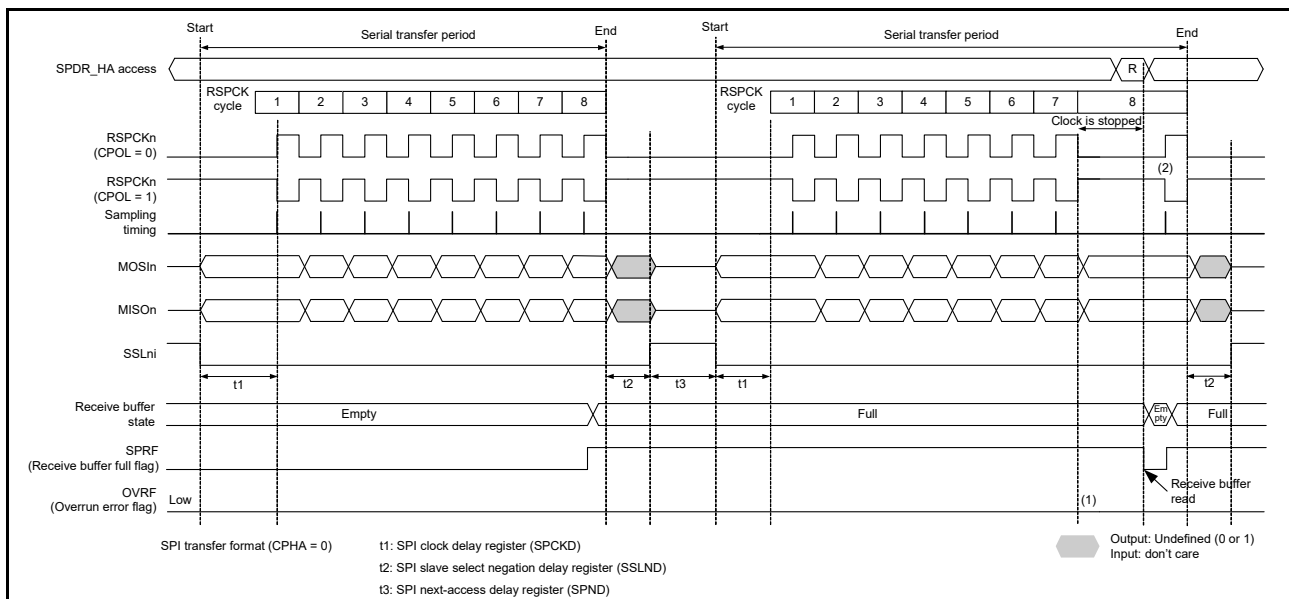 Start
Serial transfer period
End
Start
Serial transfer period
End
SPDR_HA access
R
RSPCK
cycle
1 2 3 4 5 6 7 8
1 2 3 4 5 6 7 8
Clock is stopped
RSPCKn
(CPOL = 0)
(2)
RSPCKn
(CPOL = 1)
Sampling
timing
MOSIn
MISOn
SSLni
t1
t2
t3
t1
t2
Receive buffer
state
Empty
Full
Em
pty
Full
SPRF
(Receive buffer full flag)
Receive buffer
read
OVRF
(Overrun error flag)
Low
(1)
SPI transfer format (CPHA = 0)
t1: SPI clock delay register (SPCKD)
t2: SPI slave select negation delay register (SSLND)
t3: SPI next-access delay register (SPND)
Output: Undefined (0 or 1)
Input: don't care